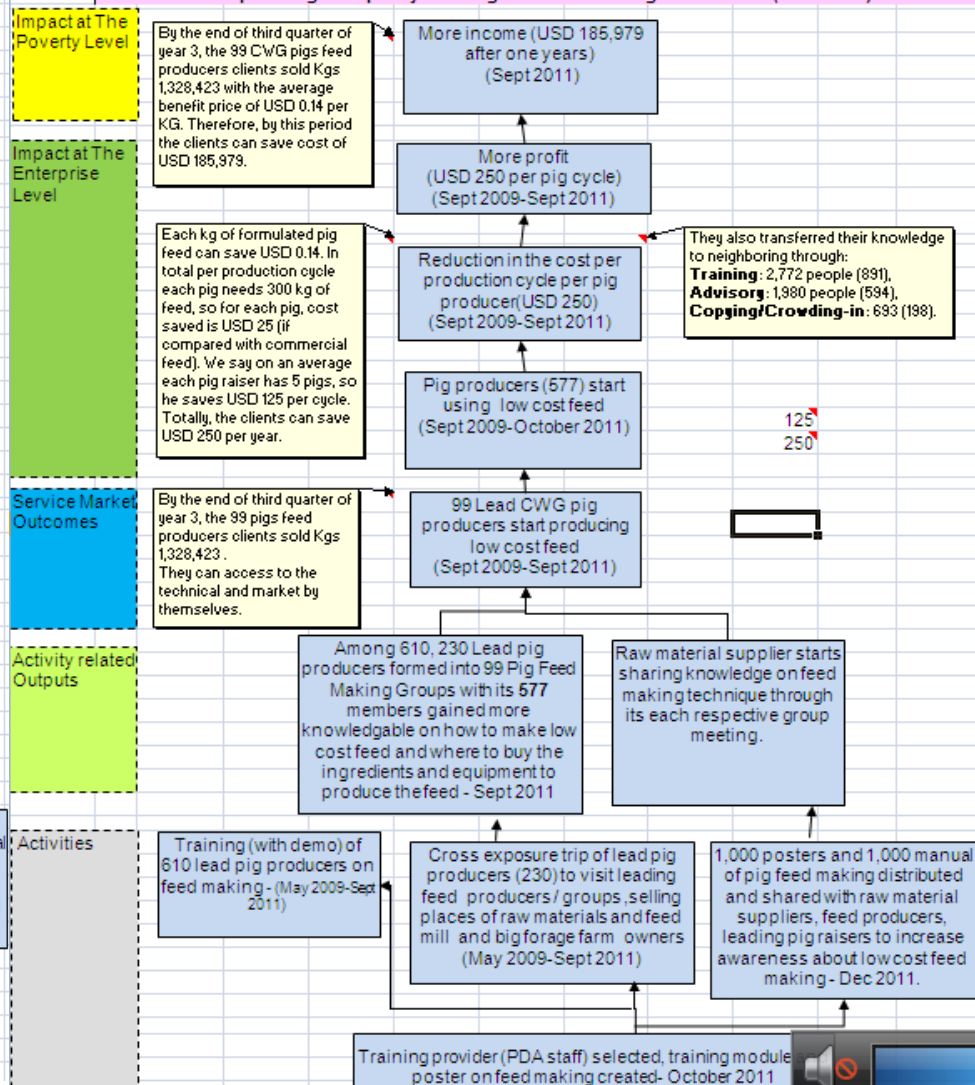 Impact at The
Poverty Level
By the end of third quarter of
year 3, the 99 CWG pigs feed
producers clients sold Kgs
1,328,423 with the average
benefit price of USD 0.14 per
KG. Therefore, by this period
the clients can save cost of
USD 185,979.
More income (USD 185,979
after one years)
(Sept 2011)
Impact at The
Enterprise
Level
More profit
(USD 250 per pig cycle)
(Sept 2009-Sept 2011)
Each kg of formulated pig
feed can save USD 0.14. In
total per production cycle
each pig needs 300 kg of
feed, so for each pig, cost
saved is USD 25 (if
compared with commercial
feed). We say on an average
each pig raiser has 5 pigs, so
he saves USD 125 per cycle.
Totally, the clients can save
USD 250 per year.
Reduction in the cost per
production cycle per pig
producer(USD 250)
(Sept 2009-Sept 2011)
They also transferred their knowledge
to neighboring through:
Training: 2,772 people (891),
Advisory: 1,980 people (594),
Copying/Crowding-in: 693 (198).
Pig producers (577) start
using low cost feed
(Sept 2009-October 2011)
125
250
Service Market
Outcomes
By the end of third quarter of
year 3, the 99 pigs feed
producers clients sold Kgs
1,328,423 .
They can access to the
technical and market by
themselves.
99 Lead CWG pig
producers start producing
low cost feed
(Sept 2009-Sept 2011)
Activity related
Outputs
Among 610, 230 Lead pig
producers formed into 99 Pig Feed
Making Groups with its 577
members gained more
knowledgable on how to make low
cost feed and where to buy the
ingredients and equipment to
produce the feed - Sept 2011
Raw material supplier starts
sharing knowledge on feed
making technique through
its each respective group
meeting.
Activities
Training (with demo) of
610 lead pig producers on
feed making - (May 2009-Sept
2011)
Cross exposure trip of lead pig
producers (230) to visit leading
feed producers / groups ,selling
places of raw materials and feed
mill and big forage farm owners
(May 2009-Sept 2011)
1,000 posters and 1,000 manual
of pig feed making distributed
and shared with raw material
suppliers, feed producers,
leading pig raisers to increase
awareness about low cost feed
making - Dec 2011.
Training provider (PDA staff) selected, training module
poster on feed making created- October 2011